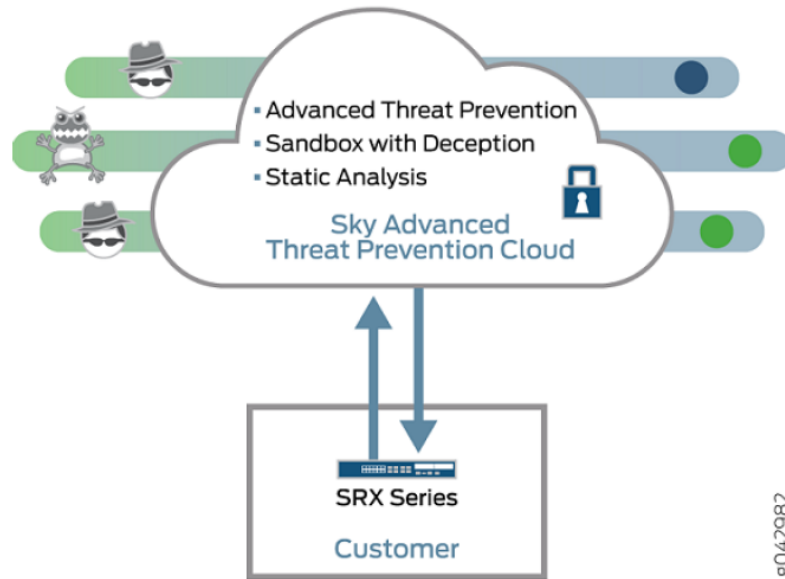 ▪ Advanced Threat Prevention
▪ Sandbox with Deception
▪ Static Analysis
Sky Advanced
Threat Prevention Cloud
SRX Series
Customer
g042982